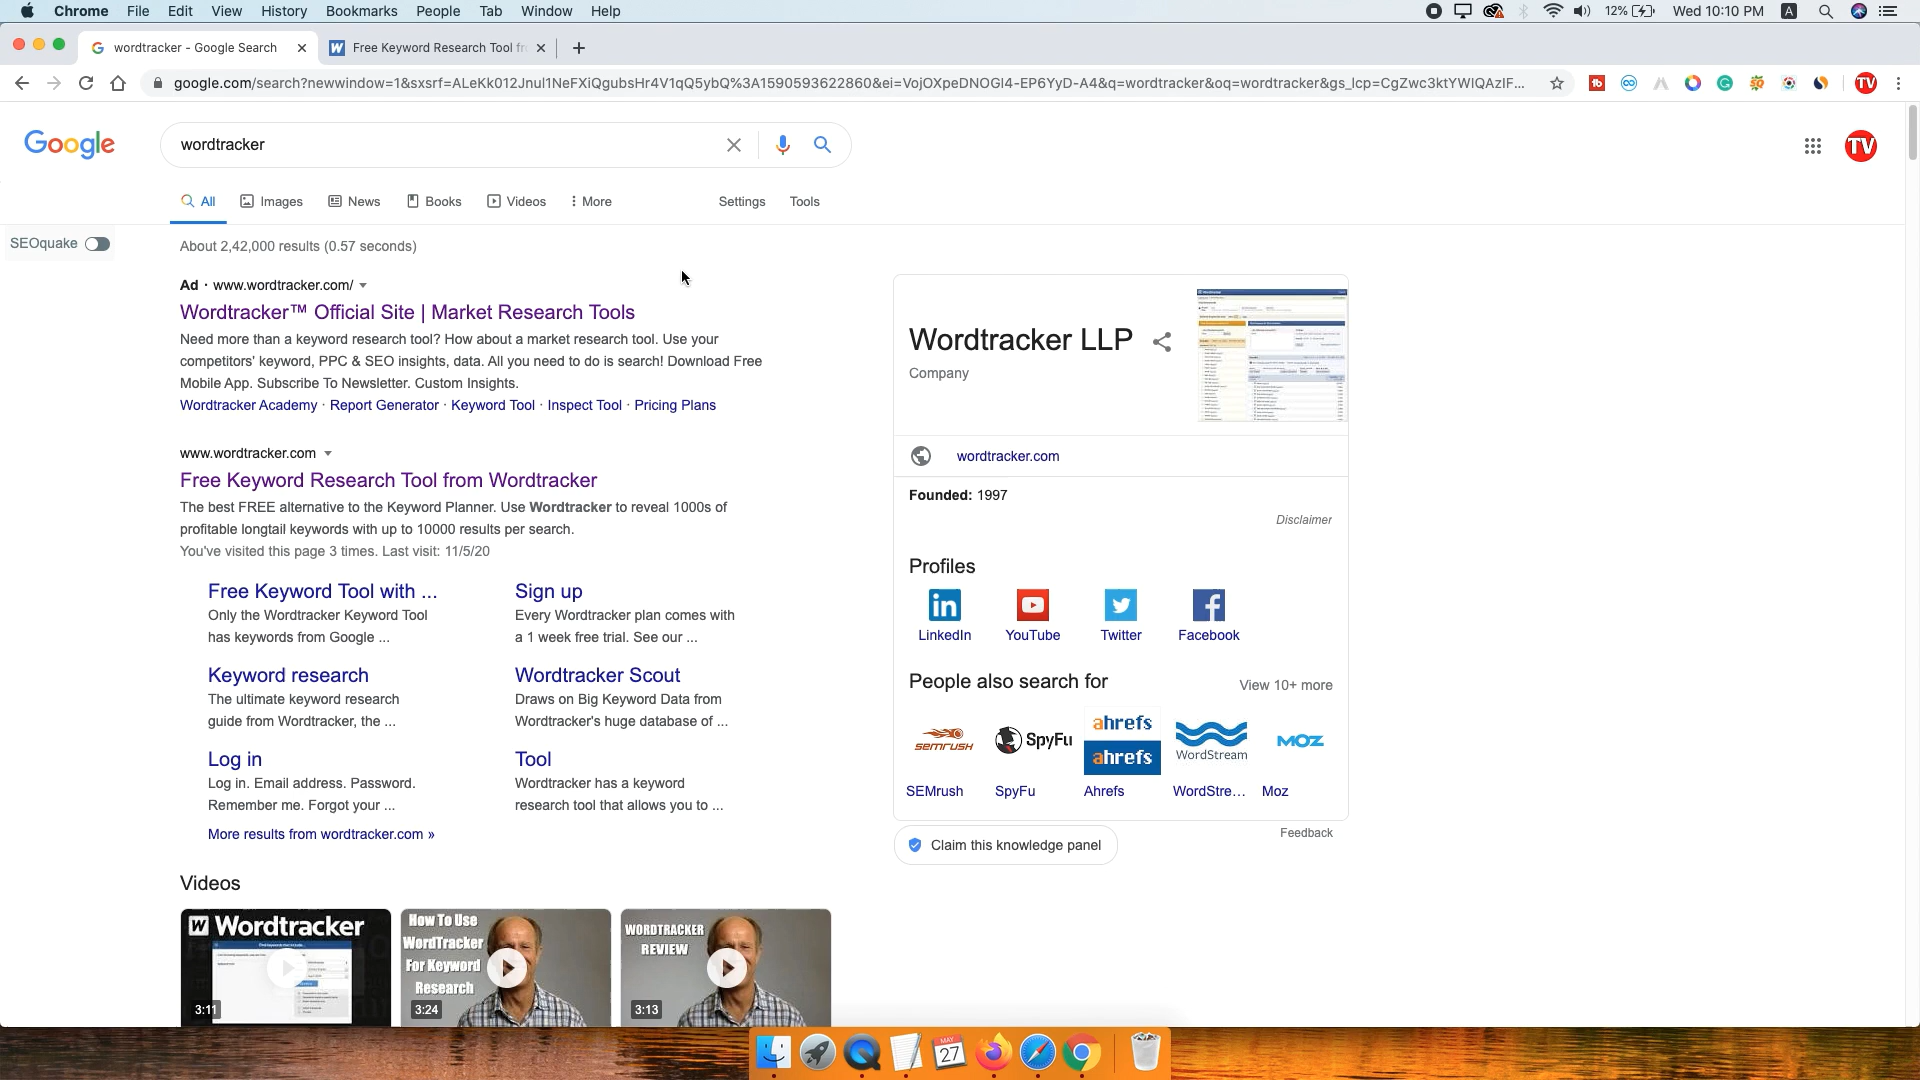 Chrome File Edit View History Bookmarks People Tab Window Help
12% Wed 10:10 PM A
wordtracker - Google Search
W Free Keyword Research Tool fr
google.com/search?newwindow=1&sxsrf=ALeKk012Jnul1NeFXiQgubsHr4V1qQ5ybQ%3A1590593622860&ei=VojOXpeDNOGl4-EP6YyD-A4&q=wordtracker&oq=wordtracker&gs_lcp=CgZwc3ktYWIQAzIF...
TV
Google
wordtracker
TV
All Images News Books Videos More Settings Tools
SEOquake
About 2,42,000 results (0.57 seconds)
Ad · www.wordtracker.com/
Wordtracker™ Official Site | Market Research Tools
Need more than a keyword research tool? How about a market research tool. Use your
competitors' keyword, PPC & SEO insights, data. All you need to do is search! Download Free
Mobile App. Subscribe To Newsletter. Custom Insights.
Wordtracker Academy · Report Generator · Keyword Tool · Inspect Tool · Pricing Plans
www.wordtracker.com
Free Keyword Research Tool from Wordtracker
The best FREE alternative to the Keyword Planner. Use Wordtracker to reveal 1000s of
profitable longtail keywords with up to 10000 results per search.
You've visited this page 3 times. Last visit: 11/5/20
Free Keyword Tool with ...
Only the Wordtracker Keyword Tool
has keywords from Google ...
Sign up
Every Wordtracker plan comes with
a 1 week free trial. See our ...
Keyword research
The ultimate keyword research
guide from Wordtracker, the ...
Wordtracker Scout
Draws on Big Keyword Data from
Wordtracker's huge database of ...
Log in
Log in. Email address. Password.
Remember me. Forgot your ...
Tool
Wordtracker has a keyword
research tool that allows you to ...
More results from wordtracker.com »
Videos
W Wordtracker
3:11
How To Use
WordTracker
For Keyword
Research
3:24
WORDTRACKER
REVIEW
3:13
Wordtracker LLP
Company
wordtracker.com
Founded: 1997
Disclaimer
Profiles
LinkedIn YouTube Twitter Facebook
People also search for
View 10+ more
semrush SpyFu ahrefs ahrefs WordStream MOZ
SEMrush SpyFu Ahrefs WordStre... Moz
Feedback
Claim this knowledge panel
MAY
27